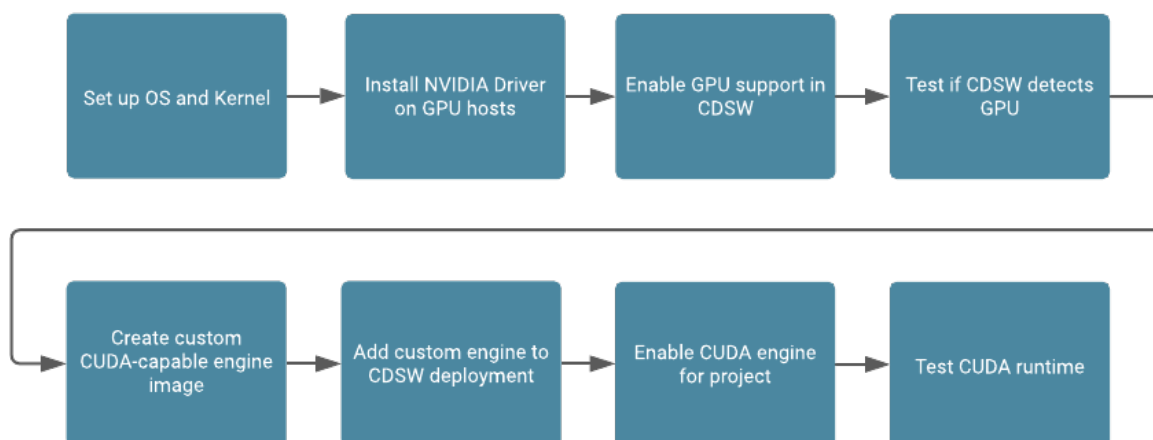 Set up OS and Kernel
Install NVIDIA Driver
on GPU hosts
Enable GPU support in
CDSW
Test if CDSW detects
GPU
Create custom
CUDA-capable engine
image
Add custom engine to
CDSW deployment
Enable CUDA engine
for project
Test CUDA runtime